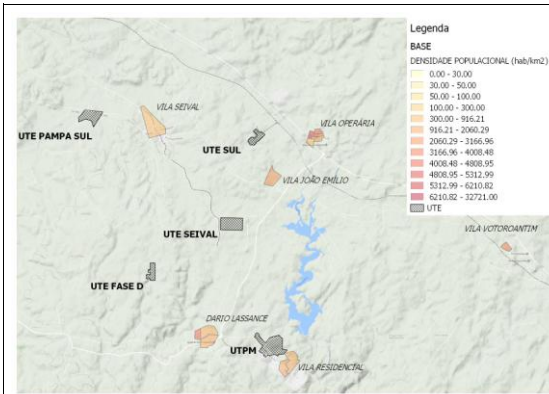 Legenda
BASE
DENSIDADE POPULACIONAL (hab/km2)
0.00 - 30.00
30.00 - 50.00
50.00 - 100.00
100.00 - 300.00
300.00 - 916.21
916.21 - 2060.29
2060.29 - 3166.96
3166.96 - 4008.48
4008.48 - 4808.95
4808.95 - 5312.99
5312.99 - 6210.82
6210.82 - 32721.00
UTE
VILA SEIVAL
UTE PAMPA SUL
VILA OPERÁRIA
UTE SUL
VILA JOÃO EMÍLIO
UTE SEIVAL
VILA VOTOROANTIM
UTE FASE D
DARIO LASSANCE
UTPM
VILA RESIDENCIAL